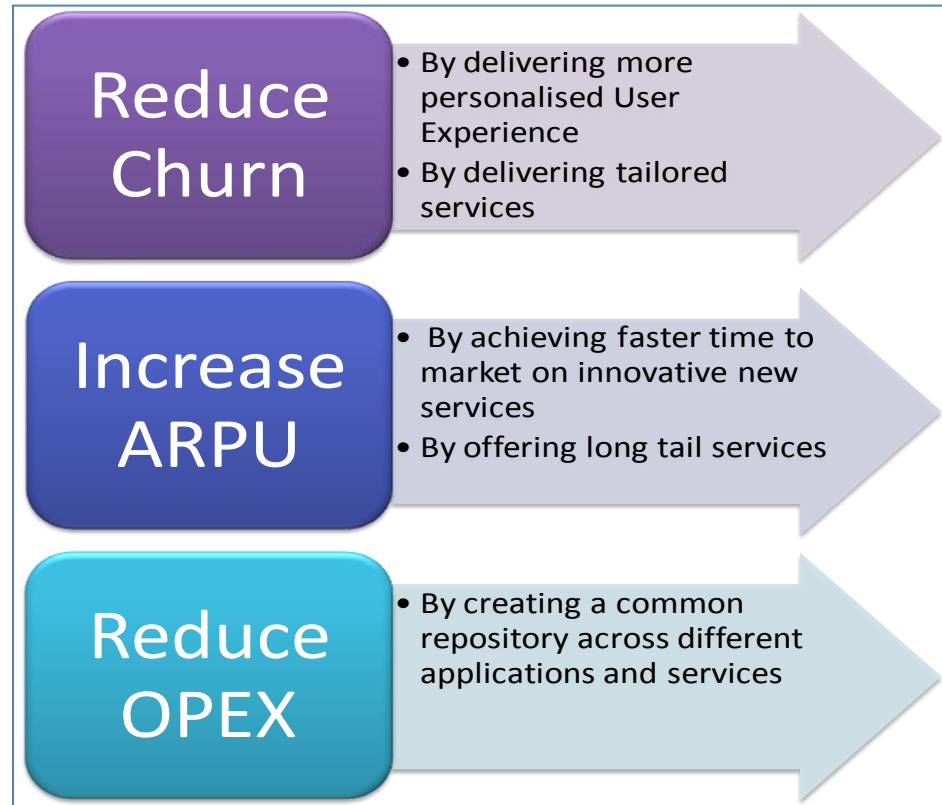 Reduce
Churn
• By delivering more
personalised User
Experience
• By delivering tailored
services
Increase
ARPU
• By achieving faster time to
market on innovative new
services
• By offering long tail services
Reduce
OPEX
• By creating a common
repository across different
applications and services